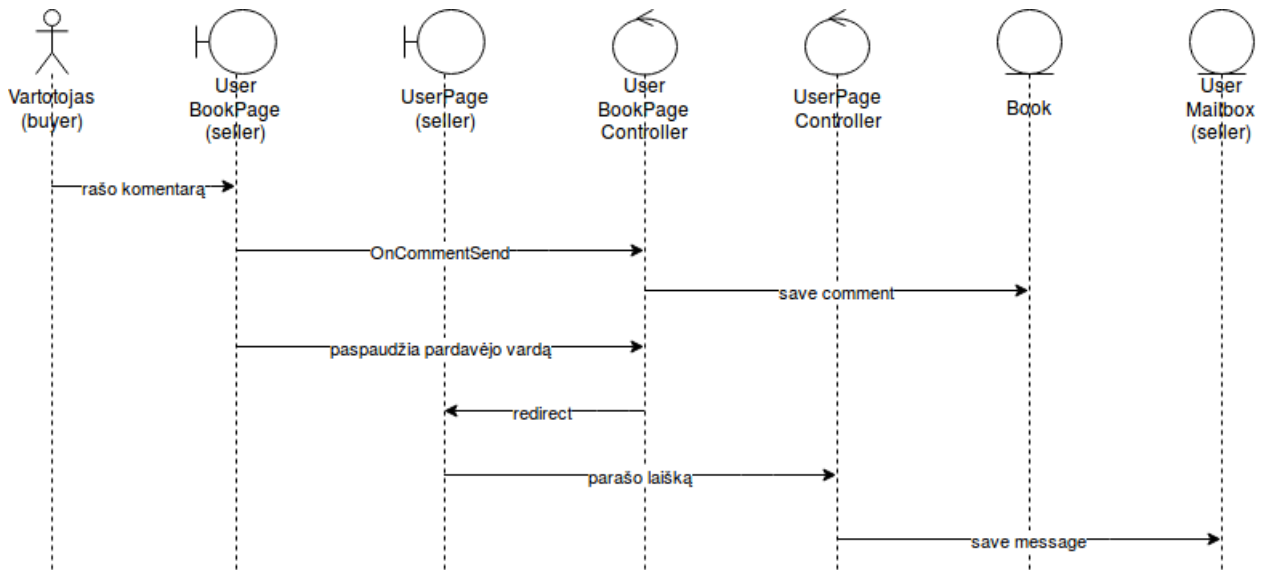 Vartotojas
(buyer)
User
BookPage
(seller)
UserPage
(seller)
User
BookPage
Controller
UserPage
Controller
Book
User
Mailbox
(seller)
rašo komentarą
OnCommentSend
save comment
paspaudžia pardavėjo vardą
redirect
parašo laišką
save message